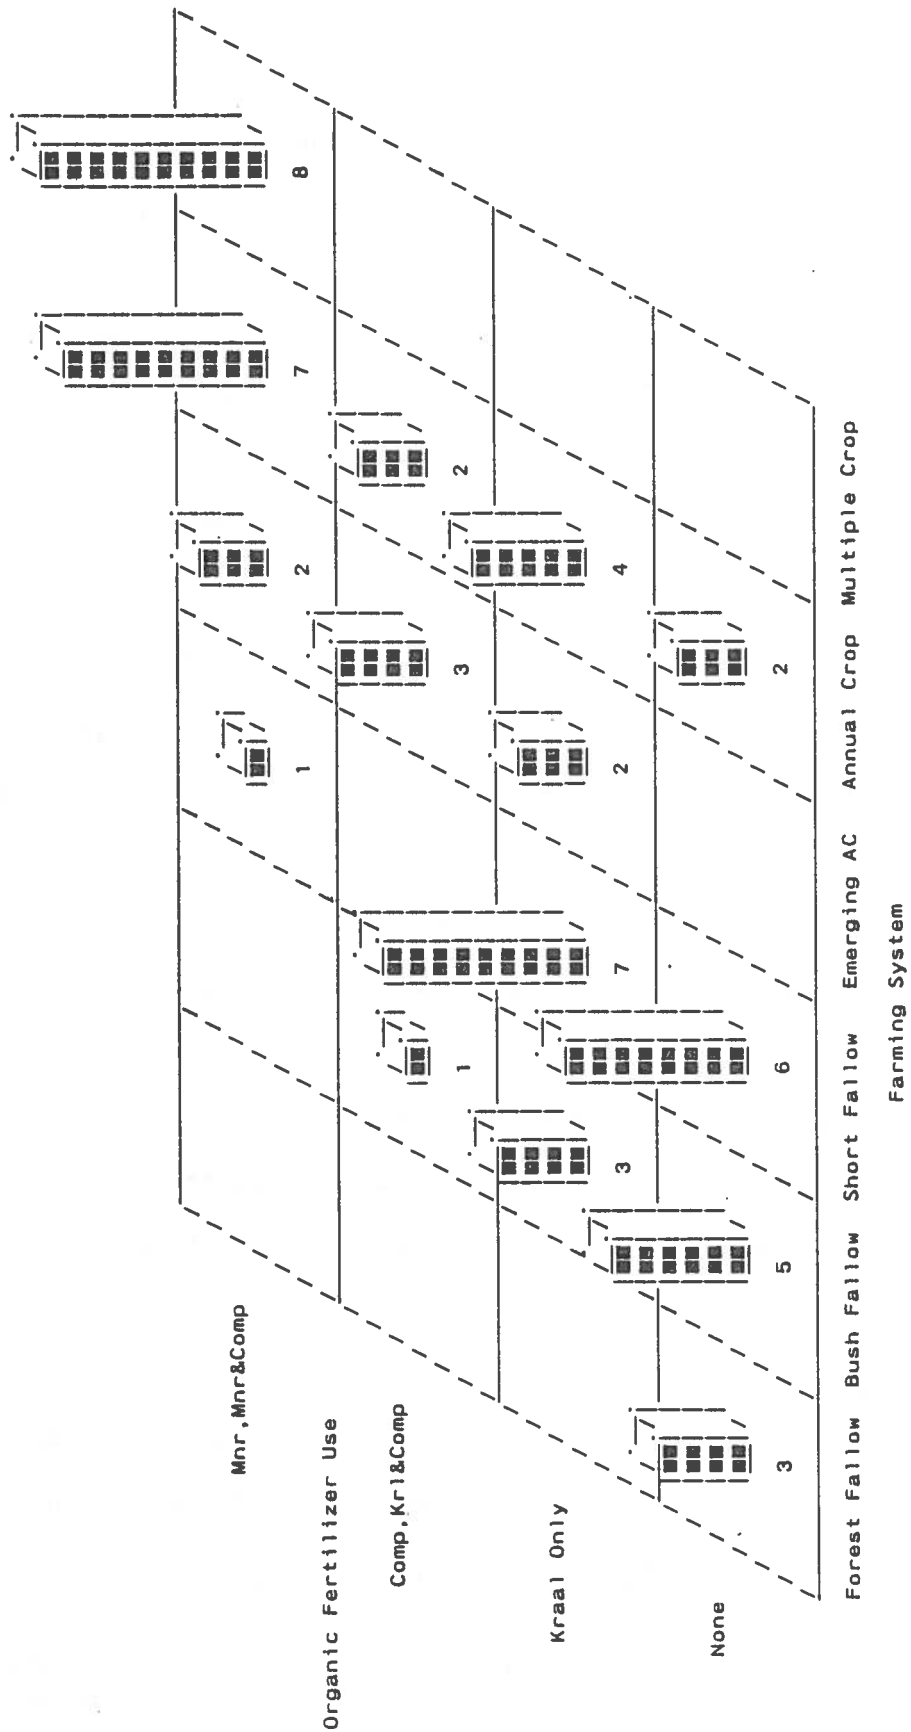 Mnr,Mnr&Comp
1 2 7 8
Organic Fertilizer Use
Comp,Krl&Comp
1 3 2
Kraal Only
3 7 2 4
None
3 5 6 2
Forest Fallow Bush Fallow Short Fallow Emerging AC Annual Crop Multiple Crop
Farming System